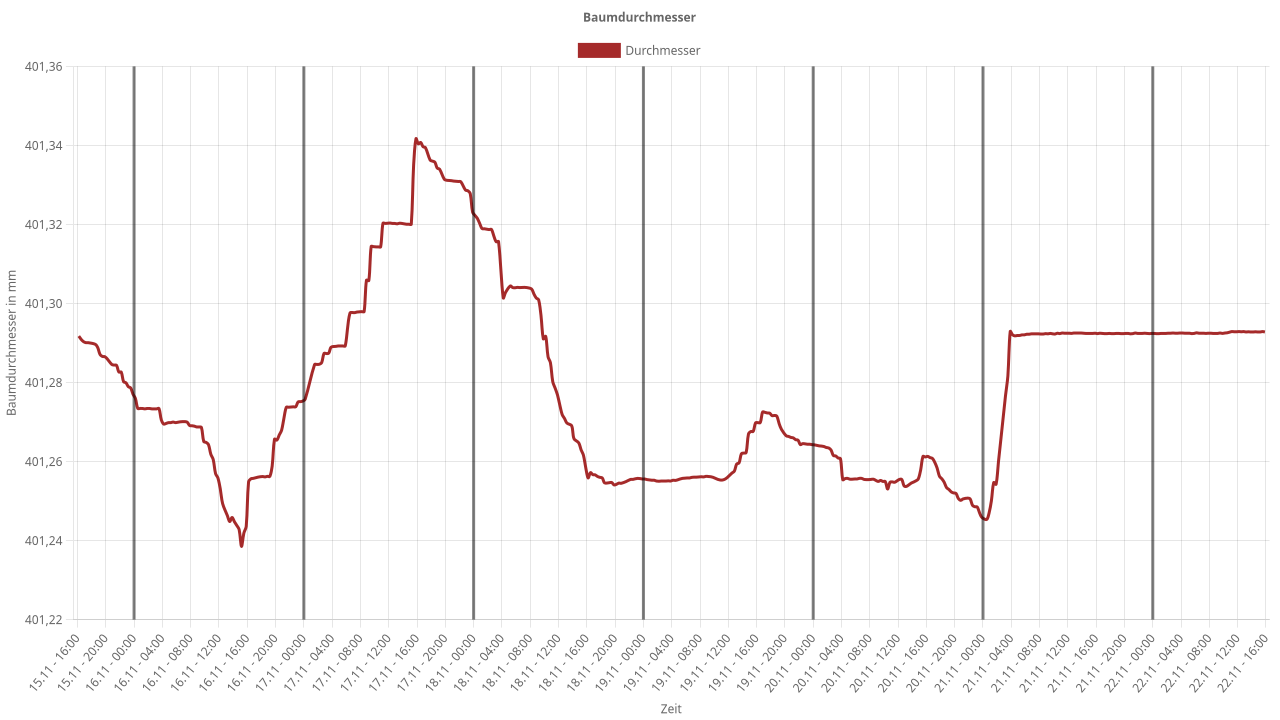 Baumdurchmesser
Durchmesser
Baumdurchmesser in mm
401,36
401,34
401,32
401,30
401,28
401,26
401,24
401,22
15.11 - 16:00
15.11 - 20:00
16.11 - 00:00
16.11 - 04:00
16.11 - 08:00
16.11 - 12:00
16.11 - 16:00
16.11 - 20:00
17.11 - 00:00
17.11 - 04:00
17.11 - 08:00
17.11 - 12:00
17.11 - 16:00
17.11 - 20:00
18.11 - 00:00
18.11 - 04:00
18.11 - 08:00
18.11 - 12:00
18.11 - 16:00
18.11 - 20:00
19.11 - 00:00
19.11 - 04:00
19.11 - 08:00
19.11 - 12:00
19.11 - 16:00
19.11 - 20:00
20.11 - 00:00
20.11 - 04:00
20.11 - 08:00
20.11 - 12:00
20.11 - 16:00
20.11 - 20:00
21.11 - 00:00
21.11 - 04:00
21.11 - 08:00
21.11 - 12:00
21.11 - 16:00
21.11 - 20:00
22.11 - 00:00
22.11 - 04:00
22.11 - 08:00
22.11 - 12:00
22.11 - 16:00
Zeit